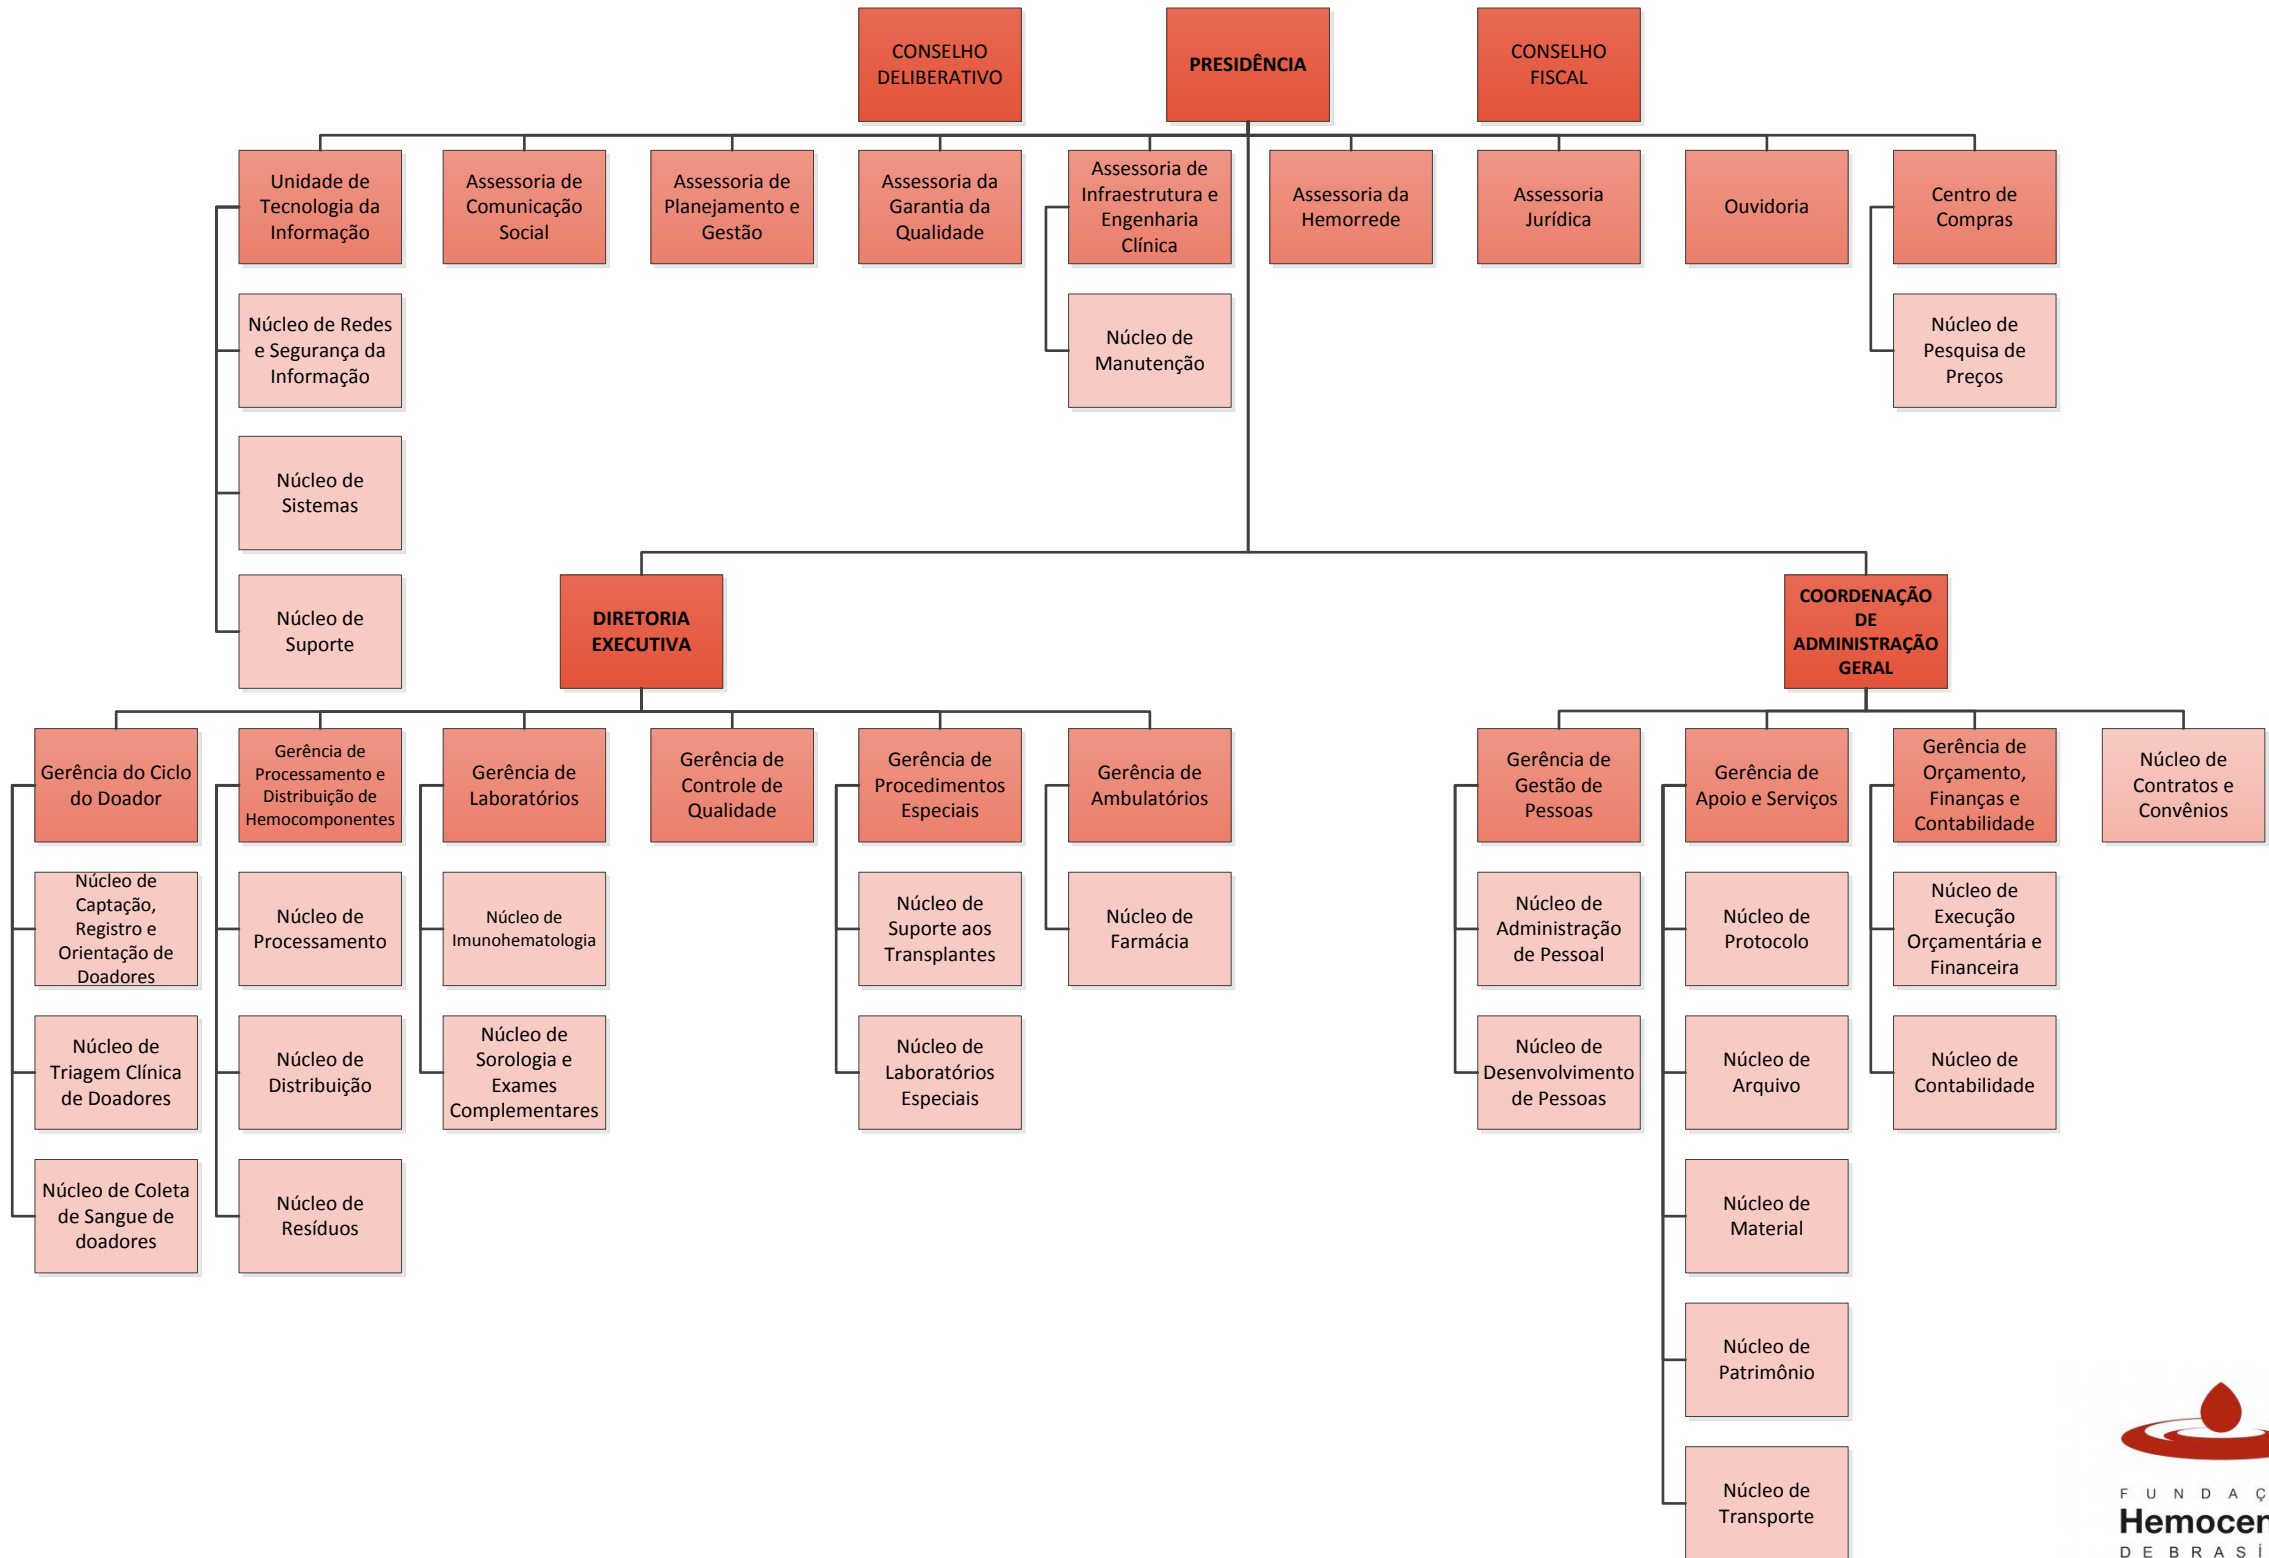 CONSELHO
DELIBERATIVO
PRESIDÊNCIA
CONSELHO
FISCAL
Unidade de
Tecnologia da
Informação
Assessoria de
Comunicação
Social
Assessoria de
Planejamento e
Gestão
Assessoria da
Garantia da
Qualidade
Assessoria de
Infraestrutura e
Engenharia
Clínica
Assessoria da
Hemorrede
Assessoria
Jurídica
Ouvidoria
Centro de
Compras
Núcleo de Redes
e Segurança da
Informação
Núcleo de
Manutenção
Núcleo de
Pesquisa de
Preços
Núcleo de
Sistemas
Núcleo de
Suporte
DIRETORIA
EXECUTIVA
COORDENAÇÃO
DE
ADMINISTRAÇÃO
GERAL
Gerência do Ciclo
do Doador
Gerência de
Processamento e
Distribuição de
Hemocomponentes
Gerência de
Laboratórios
Gerência de
Controle de
Qualidade
Gerência de
Procedimentos
Especiais
Gerência de
Ambulatórios
Gerência de
Gestão de
Pessoas
Gerência de
Apoio e Serviços
Gerência de
Orçamento,
Finanças e
Contabilidade
Núcleo de
Contratos e
Convênios
Núcleo de
Captação,
Registro e
Orientação de
Doadores
Núcleo de
Processamento
Núcleo de
Imunohematologia
Núcleo de
Suporte aos
Transplantes
Núcleo de
Farmácia
Núcleo de
Administração
de Pessoal
Núcleo de
Protocolo
Núcleo de
Execução
Orçamentária e
Financeira
Núcleo de
Triagem Clínica
de Doadores
Núcleo de
Distribuição
Núcleo de
Sorologia e
Exames
Complementares
Núcleo de
Laboratórios
Especiais
Núcleo de
Desenvolvimento
de Pessoas
Núcleo de
Arquivo
Núcleo de
Contabilidade
Núcleo de Coleta
de Sangue de
doadores
Núcleo de
Resíduos
Núcleo de
Material
Núcleo de
Patrimônio
Núcleo de
Transporte
FUNDAÇ
Hemocen
DE BRASÍ